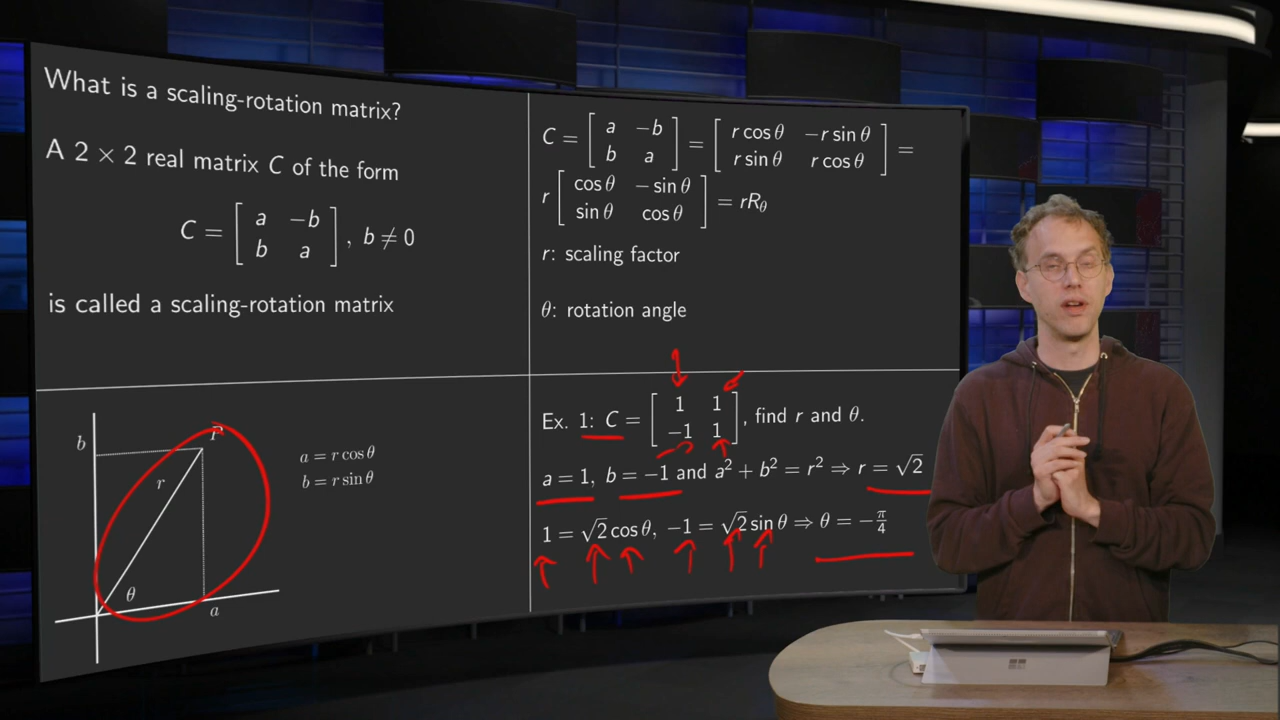 What is a scaling-rotation matrix?
A 2 × 2 real matrix C of the form
C = [ a −b ; b a ], b ≠ 0
is called a scaling-rotation matrix
C = [ a −b ; b a ] = [ r cos θ −r sin θ ; r sin θ r cos θ ] =
r [ cos θ − sin θ ; sin θ cos θ ] = rR_θ
r: scaling factor
θ: rotation angle
b
P
r
θ
a
a = r cos θ
b = r sin θ
Ex. 1: C = [ 1 1 ; −1 1 ], find r and θ.
a = 1, b = −1 and a² + b² = r² ⇒ r = √2
1 = √2 cos θ, −1 = √2 sin θ ⇒ θ = −π/4